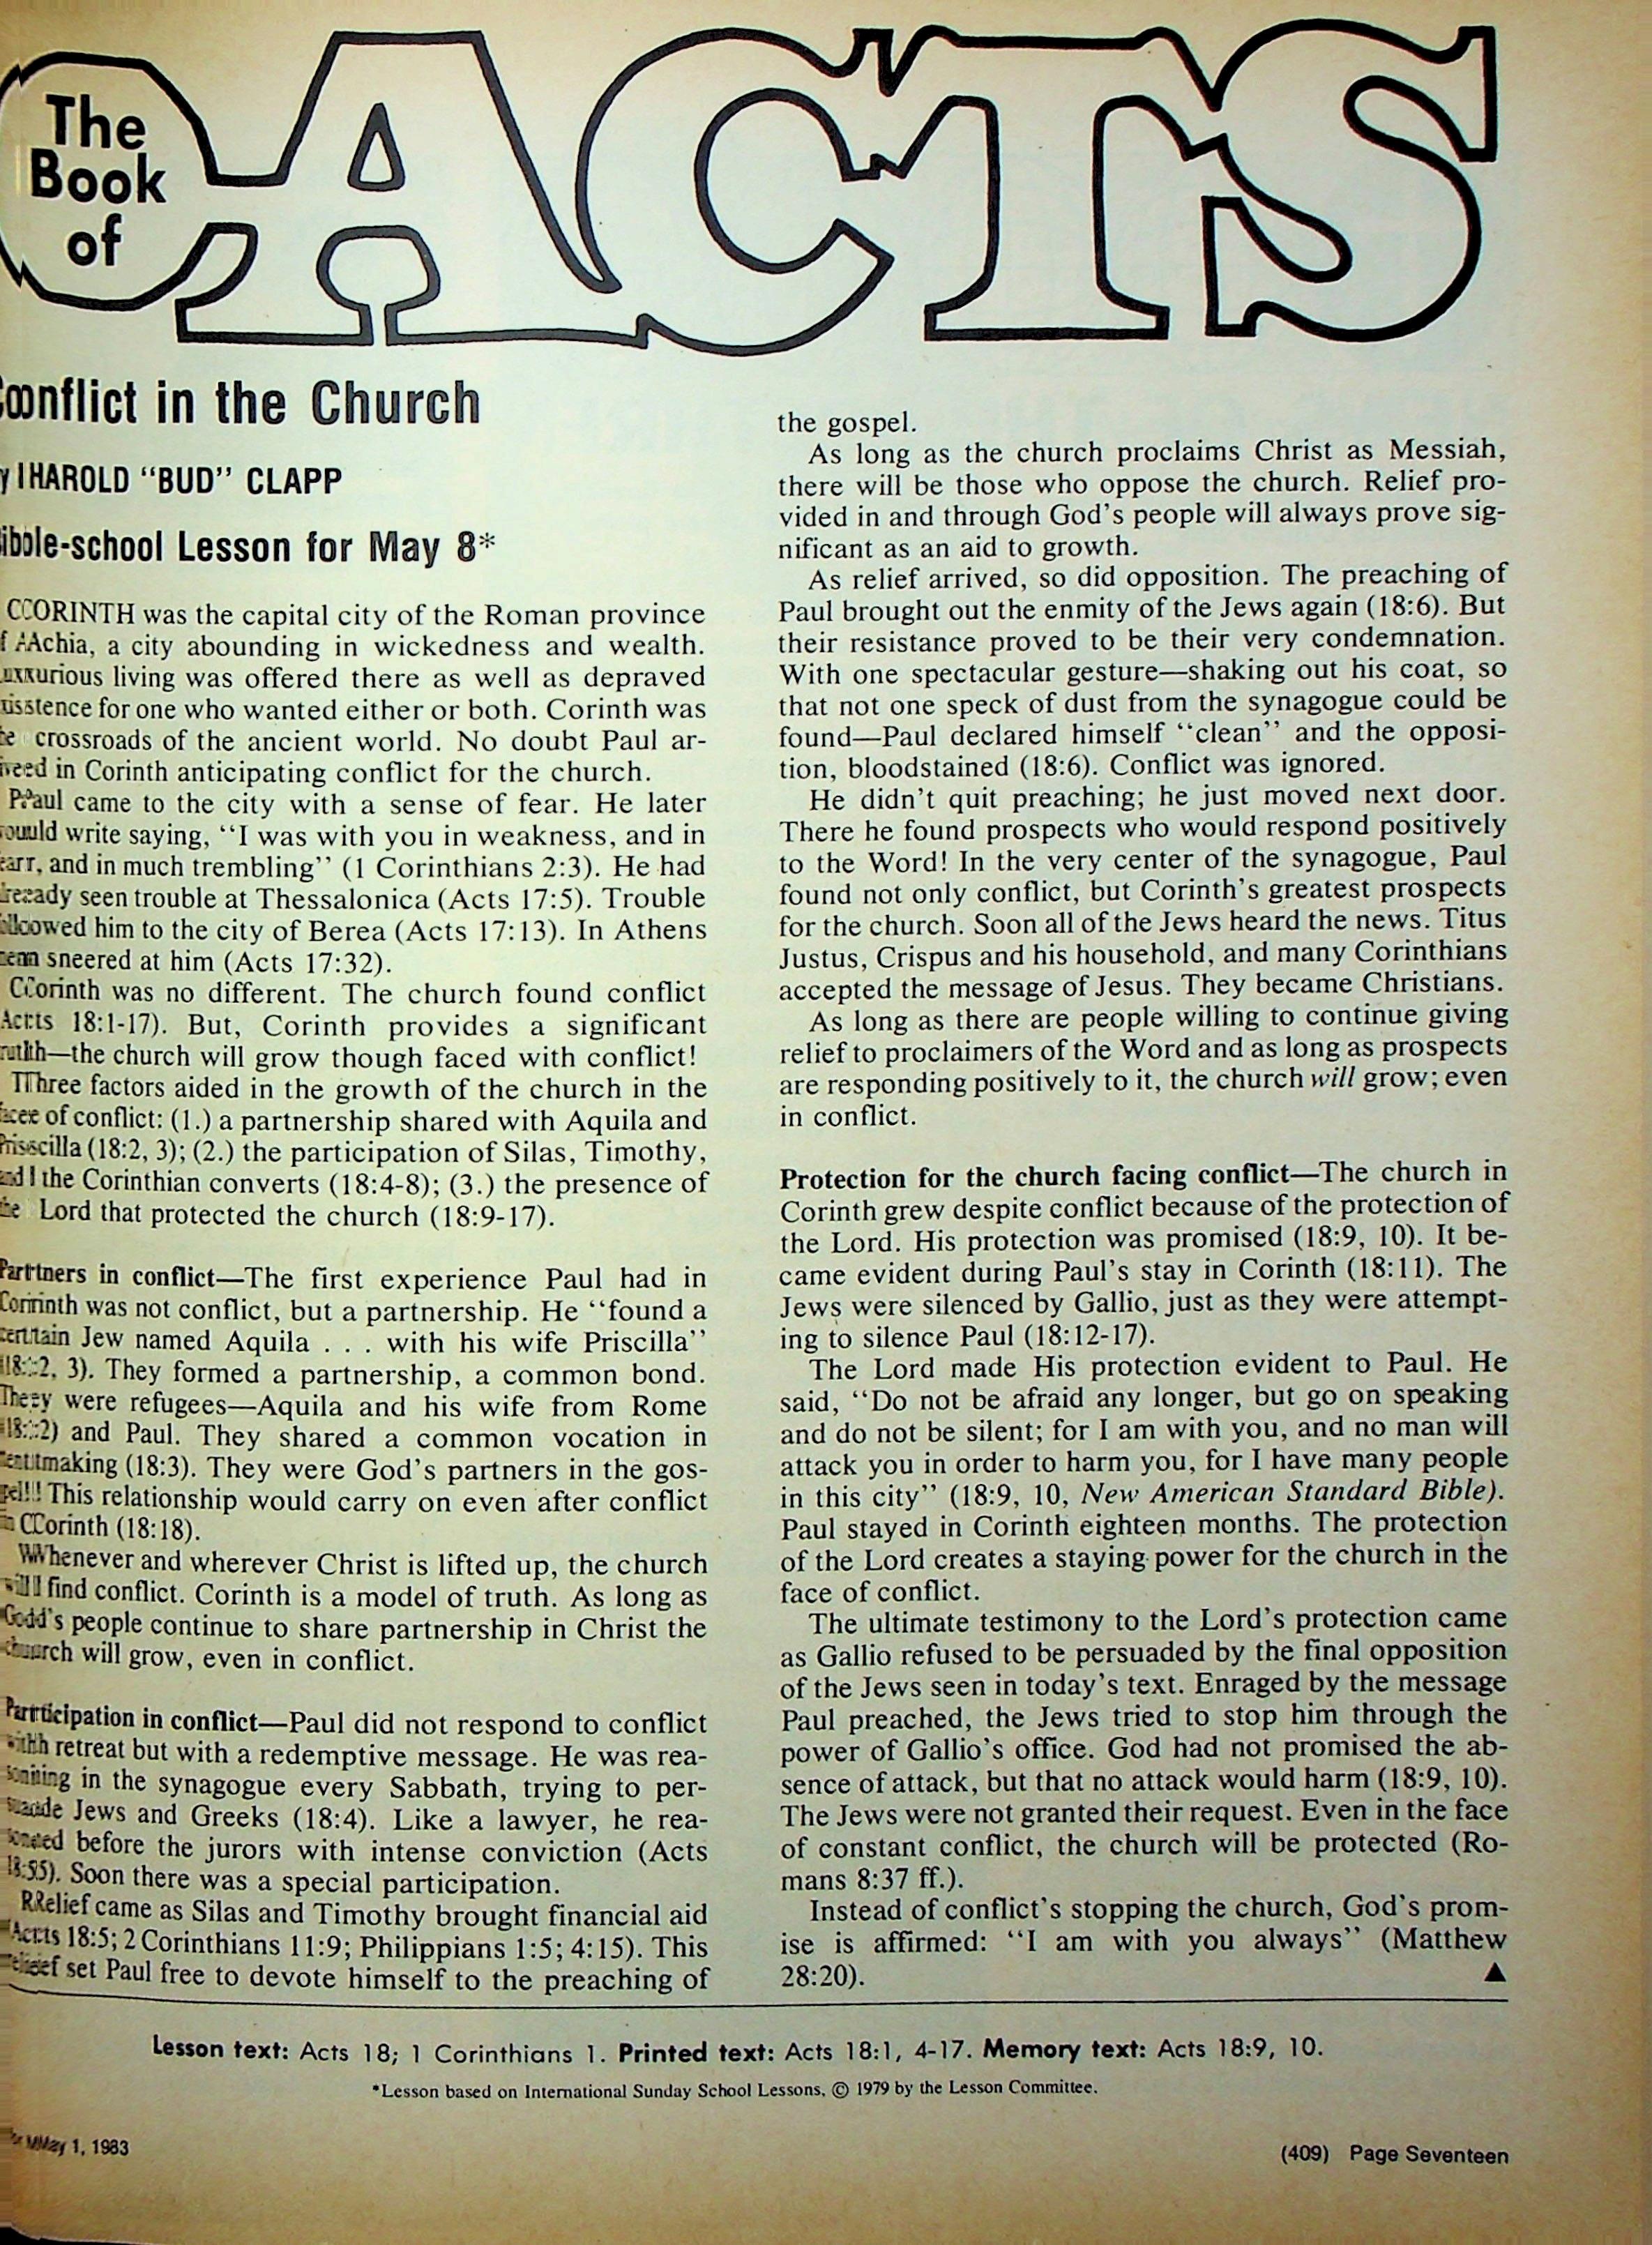 The
Book
of
ACTS
Conflict in the Church
HAROLD "BUD" CLAPP
Bible-school Lesson for May 8*
CORINTH was the capital city of the Roman province
of Achia, a city abounding in wickedness and wealth.
Luxurious living was offered there as well as depraved
existence for one who wanted either or both. Corinth was
the crossroads of the ancient world. No doubt Paul ar-
rived in Corinth anticipating conflict for the church.
Paul came to the city with a sense of fear. He later
would write saying, "I was with you in weakness, and in
fear, and in much trembling" (1 Corinthians 2:3). He had
already seen trouble at Thessalonica (Acts 17:5). Trouble
followed him to the city of Berea (Acts 17:13). In Athens
men sneered at him (Acts 17:32).
Corinth was no different. The church found conflict
(Acts 18:1-17). But, Corinth provides a significant
truth—the church will grow though faced with conflict!
Three factors aided in the growth of the church in the
face of conflict: (1.) a partnership shared with Aquila and
Priscilla (18:2, 3); (2.) the participation of Silas, Timothy,
and the Corinthian converts (18:4-8); (3.) the presence of
the Lord that protected the church (18:9-17).
Partners in conflict—The first experience Paul had in
Corinth was not conflict, but a partnership. He "found a
certain Jew named Aquila . . . with his wife Priscilla"
(18:2, 3). They formed a partnership, a common bond.
They were refugees—Aquila and his wife from Rome
(18:2) and Paul. They shared a common vocation in
tentmaking (18:3). They were God's partners in the gos-
pel! This relationship would carry on even after conflict
in Corinth (18:18).
Whenever and wherever Christ is lifted up, the church
will find conflict. Corinth is a model of truth. As long as
God's people continue to share partnership in Christ the
church will grow, even in conflict.
Participation in conflict—Paul did not respond to conflict
with retreat but with a redemptive message. He was rea-
soning in the synagogue every Sabbath, trying to per-
suade Jews and Greeks (18:4). Like a lawyer, he rea-
soned before the jurors with intense conviction (Acts
18:5). Soon there was a special participation.
Relief came as Silas and Timothy brought financial aid
(Acts 18:5; 2 Corinthians 11:9; Philippians 1:5; 4:15). This
relief set Paul free to devote himself to the preaching of
the gospel.
As long as the church proclaims Christ as Messiah,
there will be those who oppose the church. Relief pro-
vided in and through God's people will always prove sig-
nificant as an aid to growth.
As relief arrived, so did opposition. The preaching of
Paul brought out the enmity of the Jews again (18:6). But
their resistance proved to be their very condemnation.
With one spectacular gesture—shaking out his coat, so
that not one speck of dust from the synagogue could be
found—Paul declared himself "clean" and the opposi-
tion, bloodstained (18:6). Conflict was ignored.
He didn't quit preaching; he just moved next door.
There he found prospects who would respond positively
to the Word! In the very center of the synagogue, Paul
found not only conflict, but Corinth's greatest prospects
for the church. Soon all of the Jews heard the news. Titus
Justus, Crispus and his household, and many Corinthians
accepted the message of Jesus. They became Christians.
As long as there are people willing to continue giving
relief to proclaimers of the Word and as long as prospects
are responding positively to it, the church will grow; even
in conflict.
Protection for the church facing conflict—The church in
Corinth grew despite conflict because of the protection of
the Lord. His protection was promised (18:9, 10). It be-
came evident during Paul's stay in Corinth (18:11). The
Jews were silenced by Gallio, just as they were attempt-
ing to silence Paul (18:12-17).
The Lord made His protection evident to Paul. He
said, "Do not be afraid any longer, but go on speaking
and do not be silent; for I am with you, and no man will
attack you in order to harm you, for I have many people
in this city" (18:9, 10, New American Standard Bible).
Paul stayed in Corinth eighteen months. The protection
of the Lord creates a staying power for the church in the
face of conflict.
The ultimate testimony to the Lord's protection came
as Gallio refused to be persuaded by the final opposition
of the Jews seen in today's text. Enraged by the message
Paul preached, the Jews tried to stop him through the
power of Gallio's office. God had not promised the ab-
sence of attack, but that no attack would harm (18:9, 10).
The Jews were not granted their request. Even in the face
of constant conflict, the church will be protected (Ro-
mans 8:37 ff.).
Instead of conflict's stopping the church, God's prom-
ise is affirmed: "I am with you always" (Matthew
28:20). ▲
Lesson text: Acts 18; 1 Corinthians 1. Printed text: Acts 18:1, 4-17. Memory text: Acts 18:9, 10.
*Lesson based on International Sunday School Lessons, © 1979 by the Lesson Committee.
May 1, 1983
(409) Page Seventeen